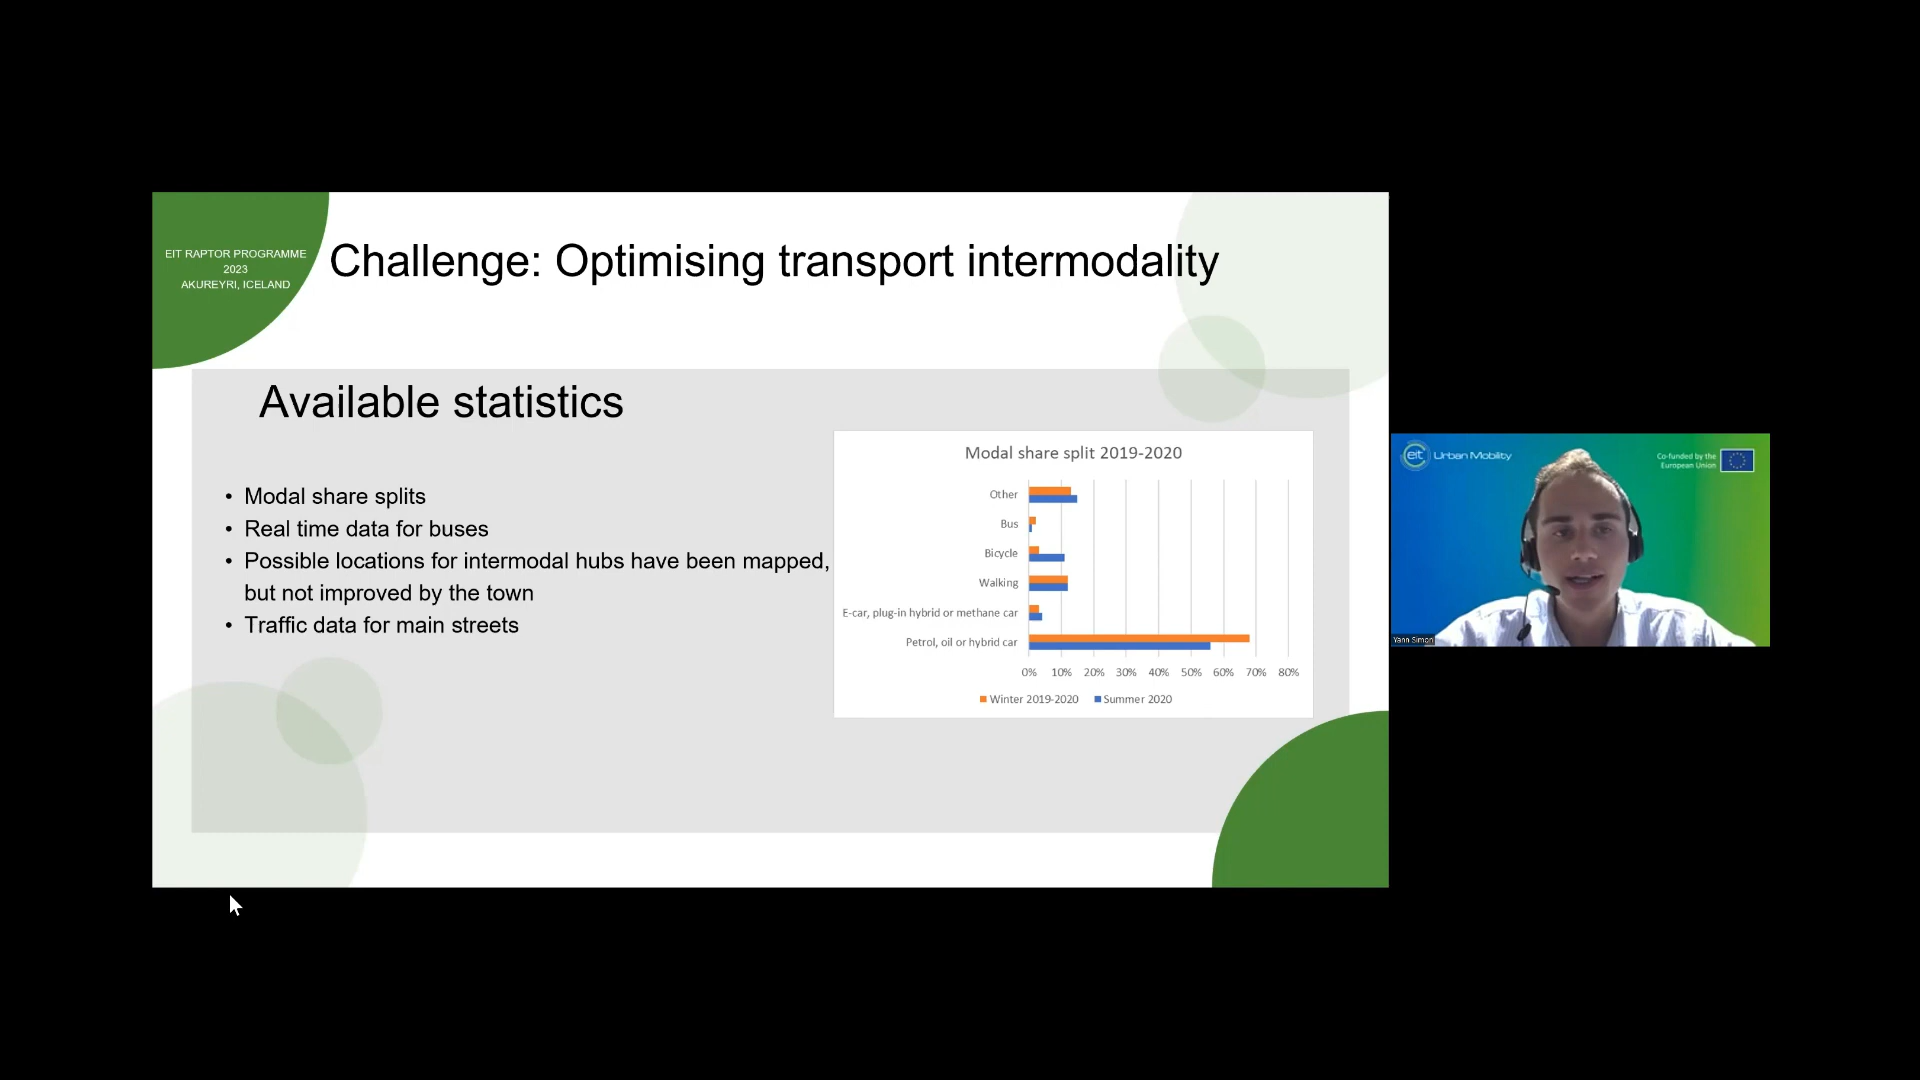 EIT RAPTOR PROGRAMME
2023
AKUREYRI, ICELAND
Challenge: Optimising transport intermodality
Available statistics
• Modal share splits
• Real time data for buses
• Possible locations for intermodal hubs have been mapped,
but not improved by the town
• Traffic data for main streets
Modal share split 2019-2020
Other
Bus
Bicycle
Walking
E-car, plug-in hybrid or methane car
Petrol, oil or hybrid car
0% 10% 20% 30% 40% 50% 60% 70% 80%
Winter 2019-2020 Summer 2020
eit Urban Mobility
Co-funded by the
European Union
Yann Simon